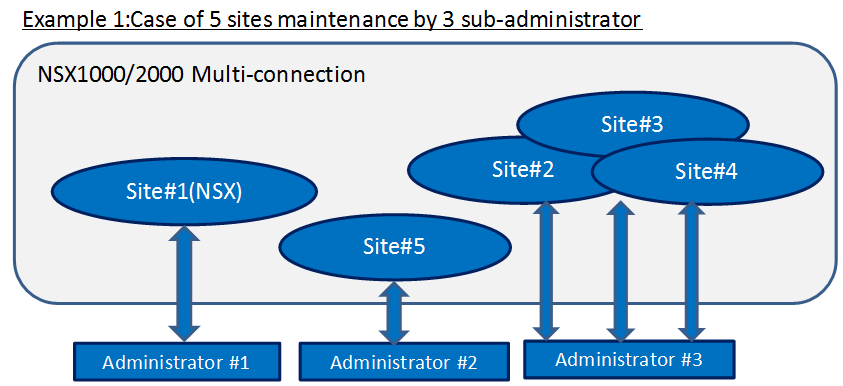 Example 1:Case of 5 sites maintenance by 3 sub-administrator
NSX1000/2000 Multi-connection
Site#3
Site#2
Site#4
Site#1(NSX)
Site#5
Administrator #1
Administrator #2
Administrator #3